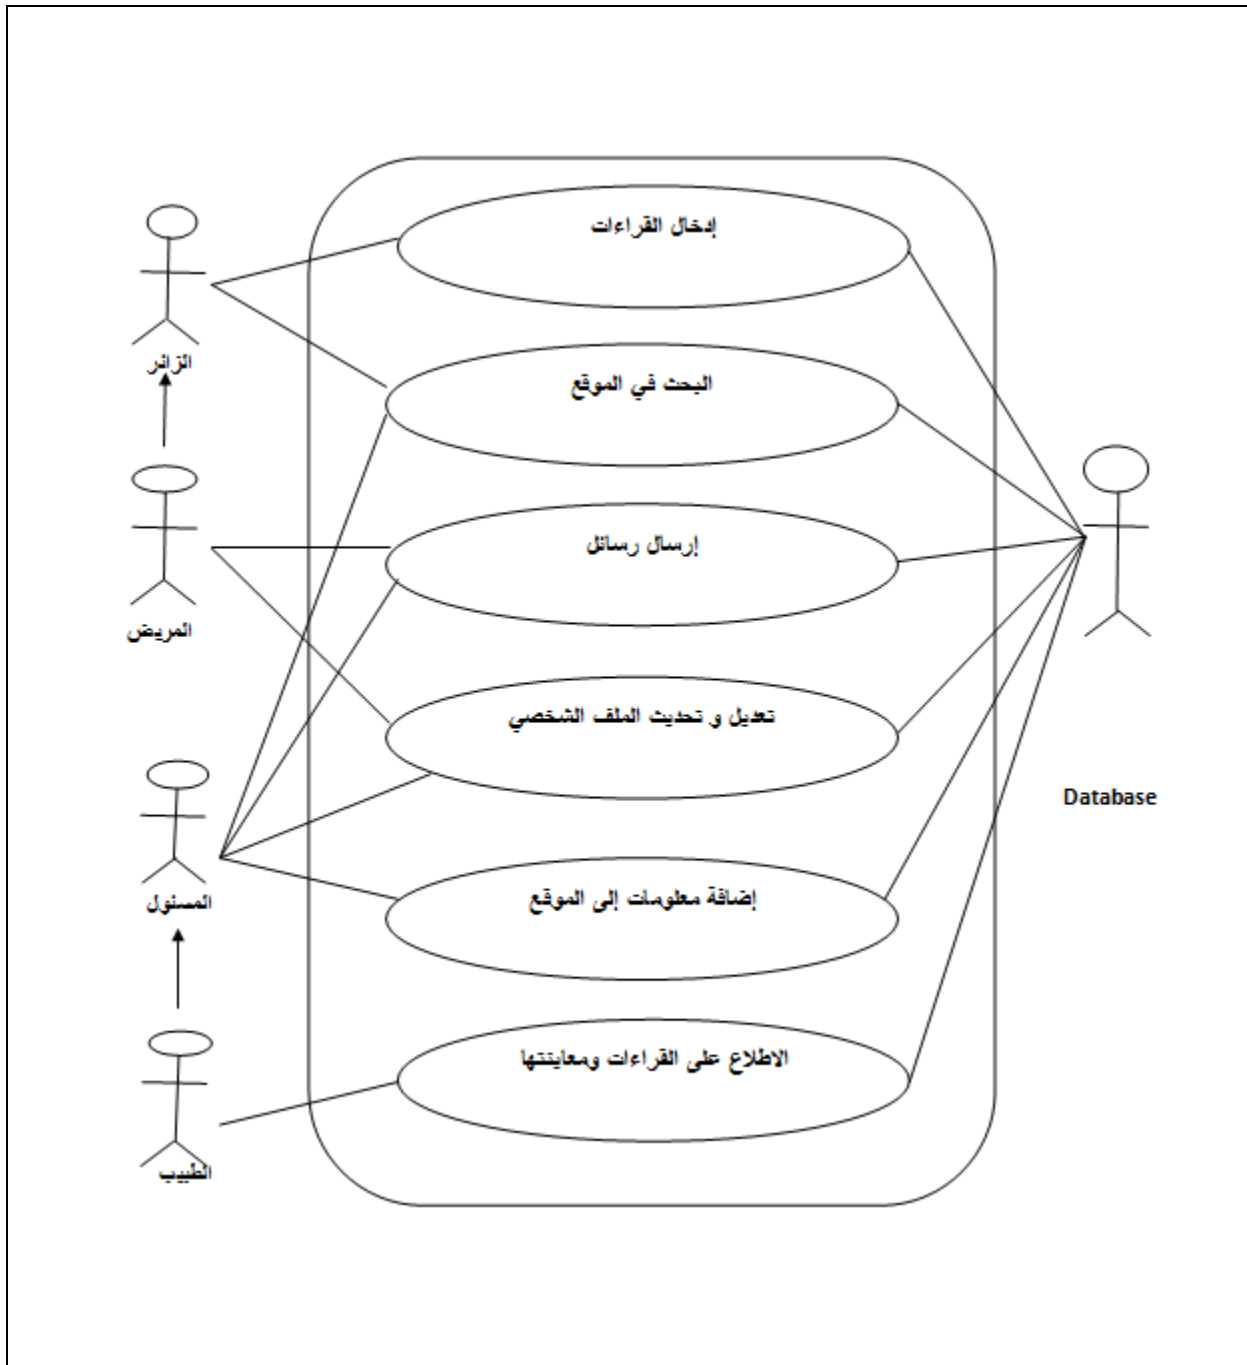 إدخال القراءات
الزائر
البحث في الموقع
إرسال رسائل
المريض
تعديل و تحديث الملف الشخصي
Database
إضافة معلومات إلى الموقع
المسئول
الاطلاع على القراءات ومعاينتها
الطبيب